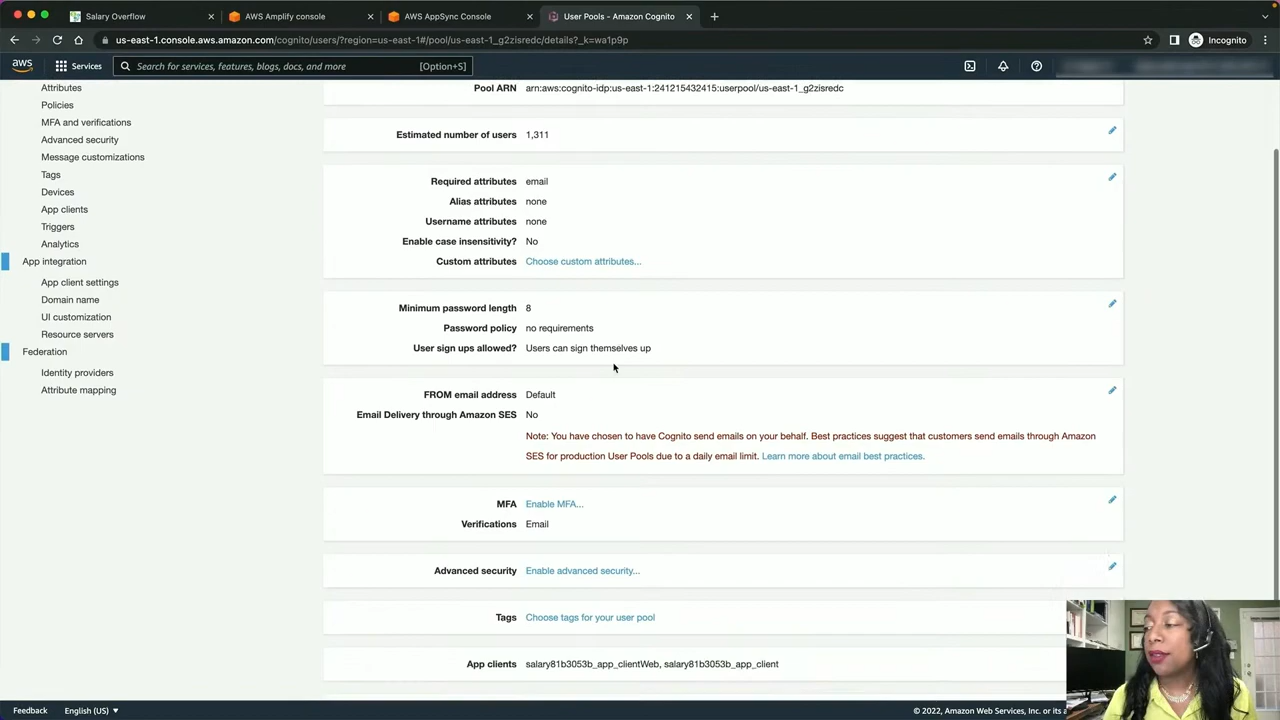 Salary Overflow
AWS Amplify console
AWS AppSync Console
User Pools - Amazon Cognito
us-east-1.console.aws.amazon.com/cognito/users/?region=us-east-1#/pool/us-east-1_g2zisredc/details?_k=wa1p9p
Incognito
aws
Services
Search for services, features, blogs, docs, and more
[Option+S]
Attributes
Policies
MFA and verifications
Advanced security
Message customizations
Tags
Devices
App clients
Triggers
Analytics
App integration
App client settings
Domain name
UI customization
Resource servers
Federation
Identity providers
Attribute mapping
Pool ARN arn:aws:cognito-idp:us-east-1:241215432415:userpool/us-east-1_g2zisredc
Estimated number of users 1,311
Required attributes email
Alias attributes none
Username attributes none
Enable case insensitivity? No
Custom attributes Choose custom attributes...
Minimum password length 8
Password policy no requirements
User sign ups allowed? Users can sign themselves up
FROM email address Default
Email Delivery through Amazon SES No
Note: You have chosen to have Cognito send emails on your behalf. Best practices suggest that customers send emails through Amazon
SES for production User Pools due to a daily email limit. Learn more about email best practices.
MFA Enable MFA...
Verifications Email
Advanced security Enable advanced security...
Tags Choose tags for your user pool
App clients salary81b3053b_app_clientWeb, salary81b3053b_app_client
Feedback
English (US)
© 2022, Amazon Web Services, Inc. or its a